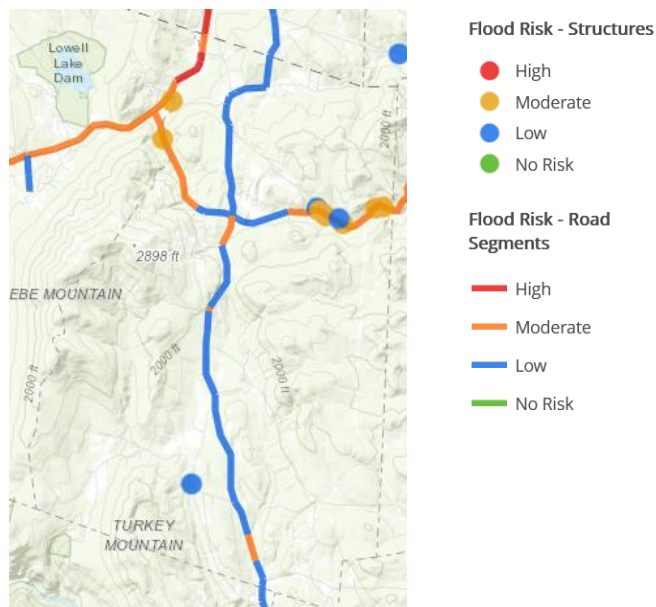 Lowell
Lake
Dam
2000 ft
2898 ft
EBE MOUNTAIN
2000 ft
2000 ft
2000 ft
TURKEY
MOUNTAIN
Flood Risk - Structures
High
Moderate
Low
No Risk
Flood Risk - Road
Segments
High
Moderate
Low
No Risk